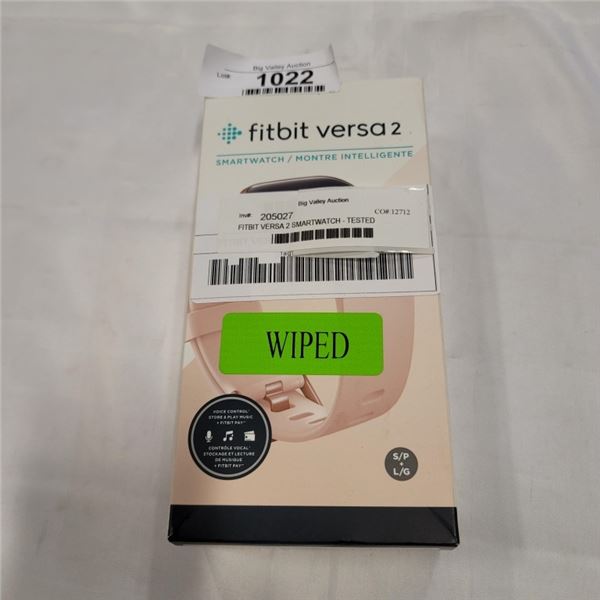 Big Valley Auction
Lot#: 1022
fitbit versa 2
SMARTWATCH / MONTRE INTELLIGENTE
Big Valley Auction
Inv#: 205027 CO# 12712
FITBIT VERSA 2 SMARTWATCH - TESTED
WIPED
VOICE CONTROL
STORE & PLAY MUSIC
+ FITBIT PAY™
CONTRÔLE VOCAL
STOCKAGE ET LECTURE
DE MUSIQUE
+ FITBIT PAY™
S/P
+
L/G